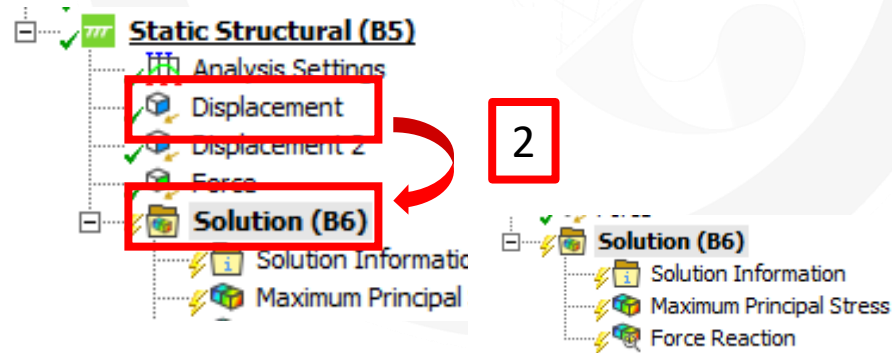 Static Structural (B5)
Analysis Settings
Displacement
Displacement 2
Force
Solution (B6)
Solution Informatic
Maximum Principal
2
Solution (B6)
Solution Information
Maximum Principal Stress
Force Reaction